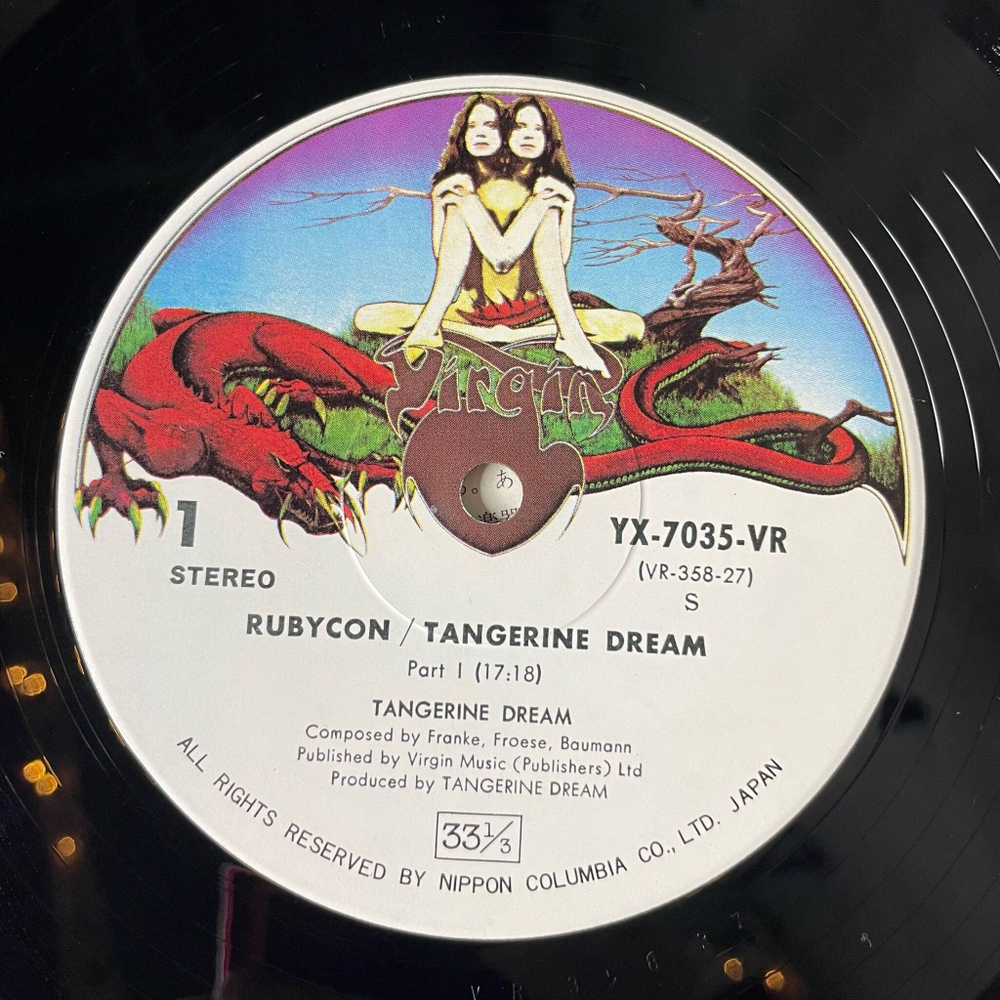 Virgin
あ
1
STEREO
YX-7035-VR
(VR-358-27)
S
RUBYCON / TANGERINE DREAM
Part I (17:18)
TANGERINE DREAM
Composed by Franke, Froese, Baumann
Published by Virgin Music (Publishers) Ltd
Produced by TANGERINE DREAM
33⅓
ALL RIGHTS RESERVED BY NIPPON COLUMBIA CO., LTD. JAPAN